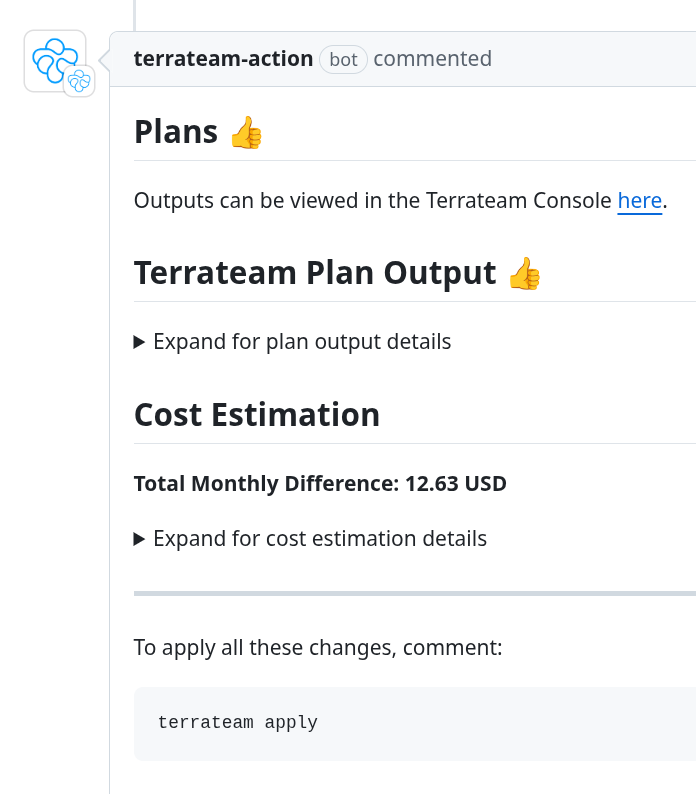 terrateam-action bot commented
Plans 👍
Outputs can be viewed in the Terrateam Console here.
Terrateam Plan Output 👍
▶ Expand for plan output details
Cost Estimation
Total Monthly Difference: 12.63 USD
▶ Expand for cost estimation details
To apply all these changes, comment:
terrateam apply